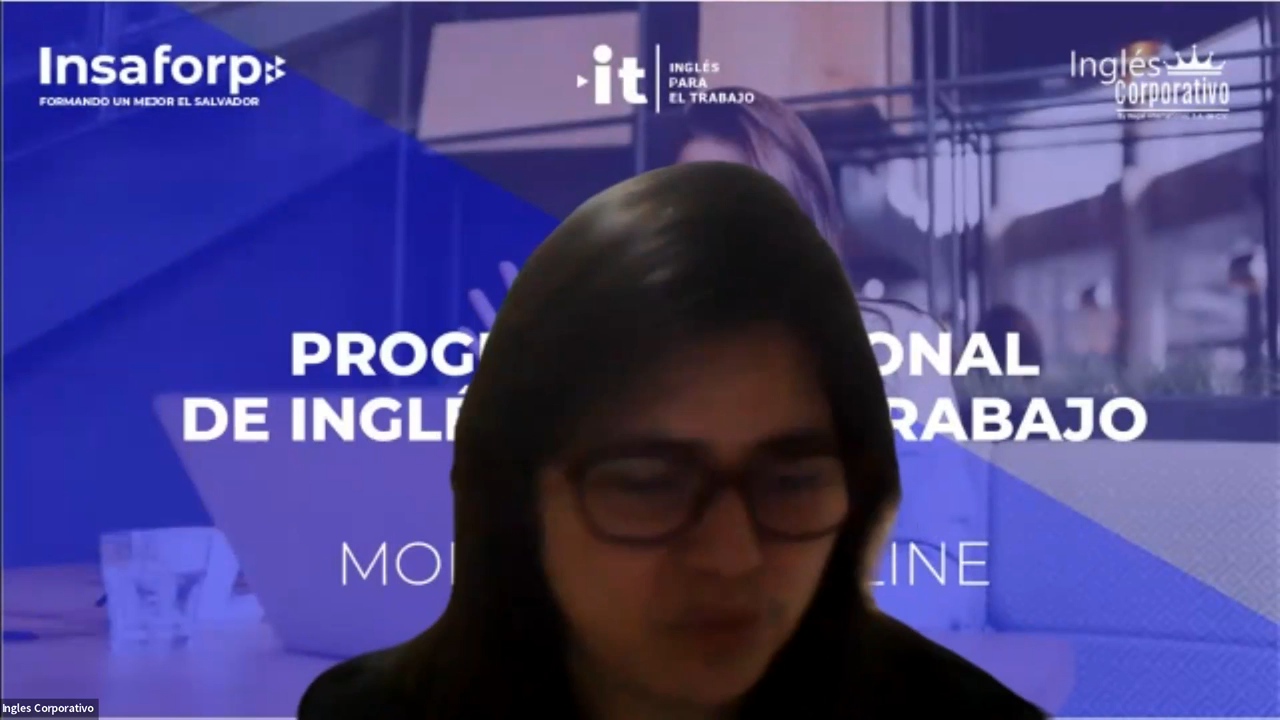 Insaforp
FORMANDO UN MEJOR EL SALVADOR
it
INGLÉS
PARA
EL TRABAJO
Inglés
corporativo
PROG ONAL
DE INGLÉ RABAJO
MO LINE
Ingles Corporativo